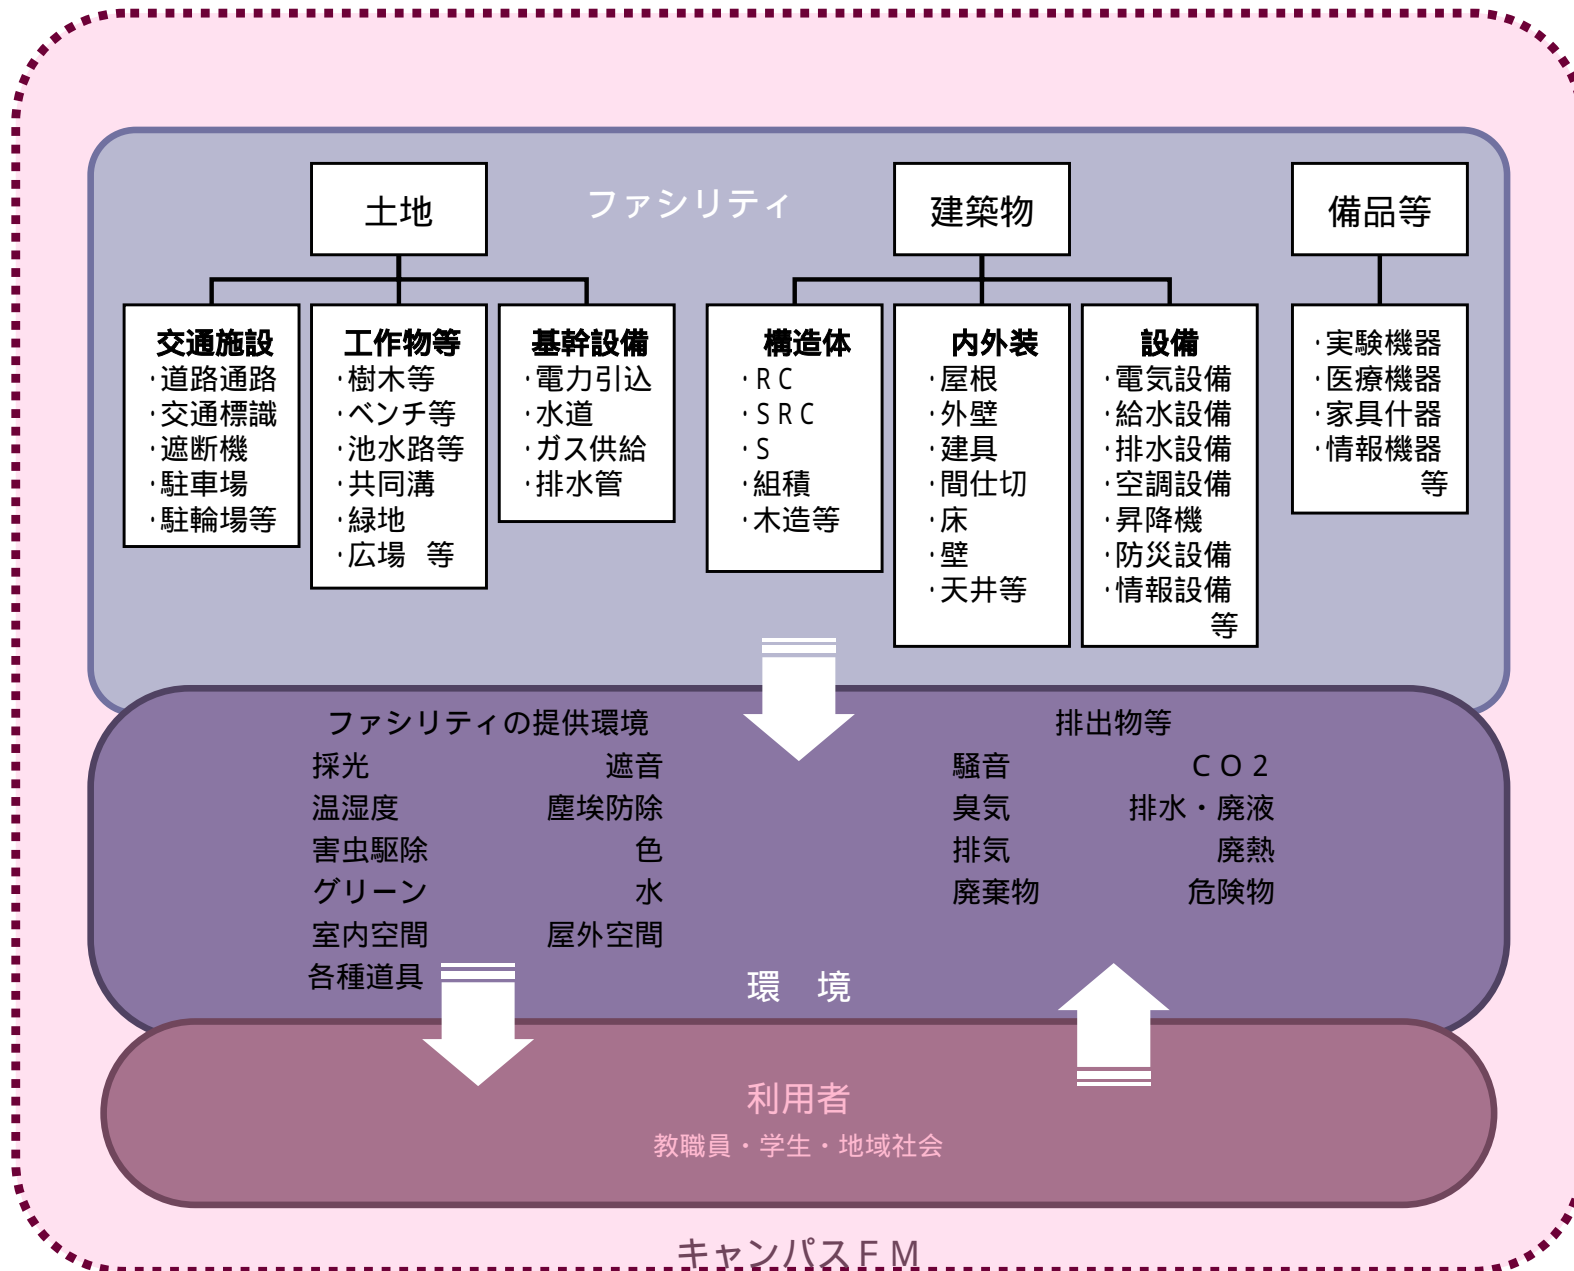 ファシリティ
土地
建築物
備品等
交通施設
・道路通路
・交通標識
・遮断機
・駐車場
・駐輪場等
工作物等
・樹木等
・ベンチ等
・池水路等
・共同溝
・緑地
・広場 等
基幹設備
・電力引込
・水道
・ガス供給
・排水管
構造体
・RC
・SRC
・S
・組積
・木造等
内外装
・屋根
・外壁
・建具
・間仕切
・床
・壁
・天井等
設備
・電気設備
・給水設備
・排水設備
・空調設備
・昇降機
・防災設備
・情報設備
等
・実験機器
・医療機器
・家具什器
・情報機器
等
ファシリティの提供環境
採光 遮音
温湿度 塵埃防除
害虫駆除 色
グリーン 水
室内空間 屋外空間
各種道具
排出物等
騒音 CO2
臭気 排水・廃液
排気 廃熱
廃棄物 危険物
環 境
利用者
教職員・学生・地域社会
キャンパスFM